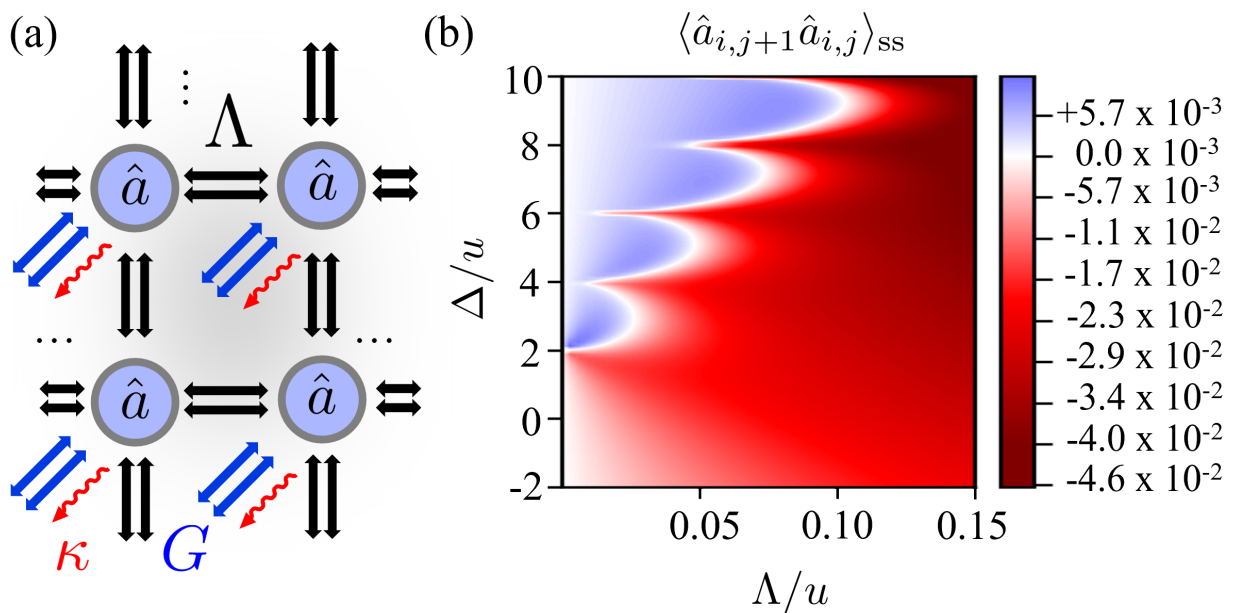 (a)
⋮
Λ
â
â
â
â
... ...
κ
G
(b)
⟨â_{i,j+1} â_{i,j}⟩_ss
10
8
6
4
2
0
-2
Δ/u
0.05 0.10 0.15
Λ/u
+5.7 x 10^{-3}
0.0 x 10^{-3}
-5.7 x 10^{-3}
-1.1 x 10^{-2}
-1.7 x 10^{-2}
-2.3 x 10^{-2}
-2.9 x 10^{-2}
-3.4 x 10^{-2}
-4.0 x 10^{-2}
-4.6 x 10^{-2}